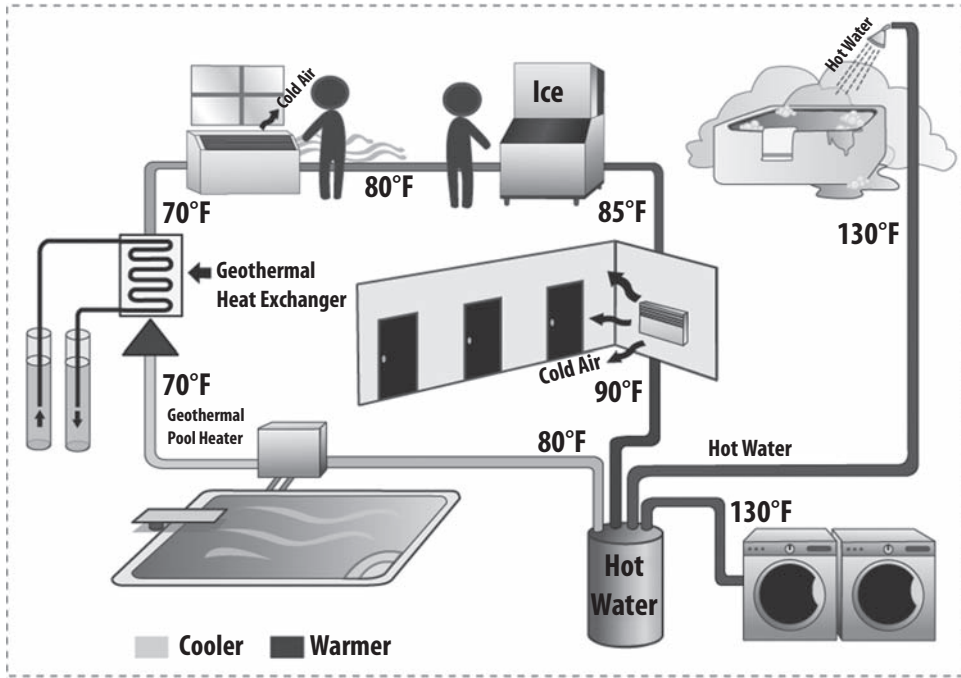 Hot Water
Cold Air
Ice
80°F
70°F
85°F
130°F
Geothermal
Heat Exchanger
Cold Air
70°F
90°F
Geothermal
Pool Heater
80°F
Hot Water
130°F
Hot
Water
Cooler
Warmer